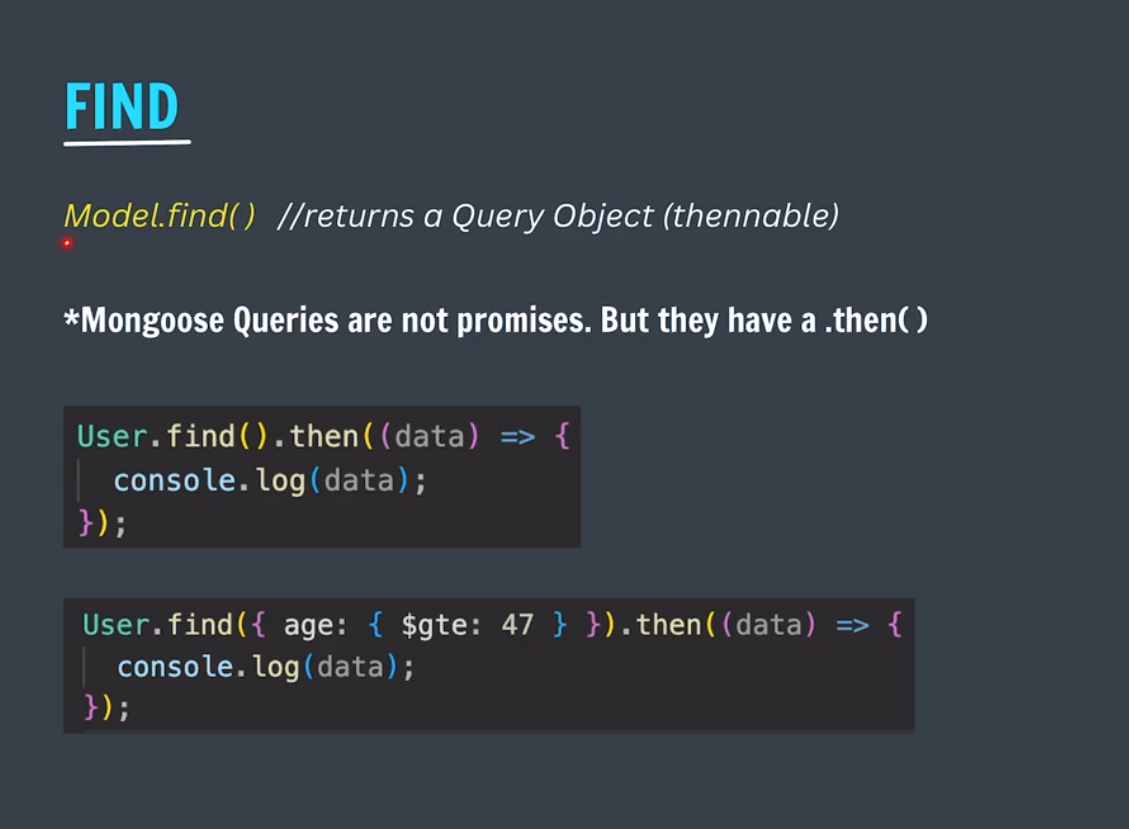 FIND
Model.find( ) //returns a Query Object (thennable)
*Mongoose Queries are not promises. But they have a .then( )
User.find().then((data) => {
console.log(data);
});
User.find({ age: { $gte: 47 } }).then((data) => {
console.log(data);
});